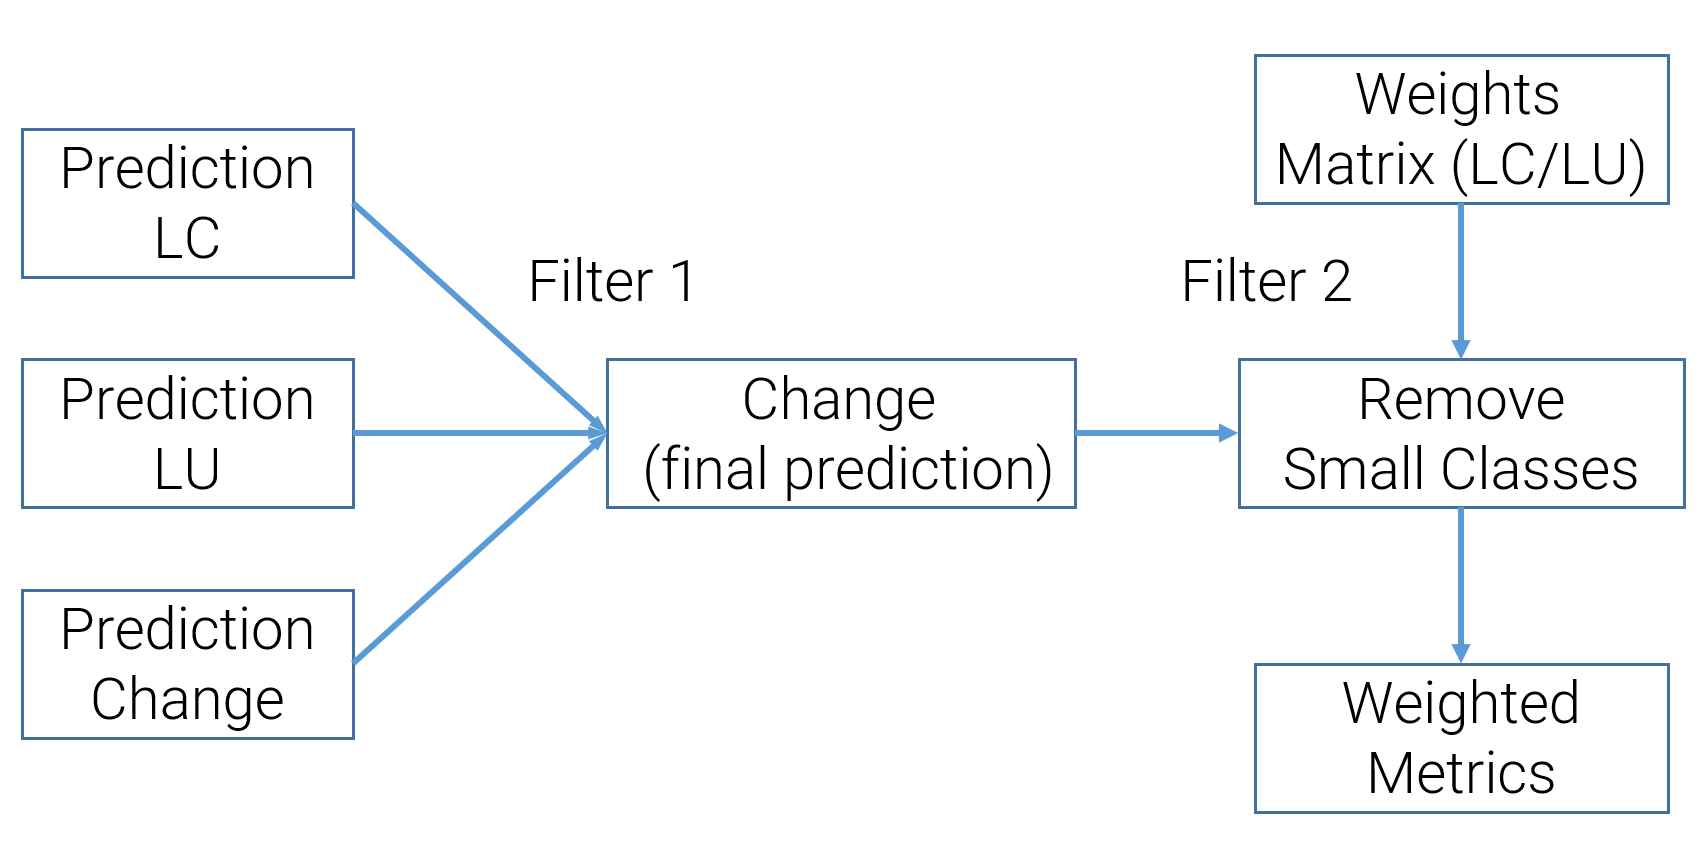 Prediction
LC
Prediction
LU
Prediction
Change
Filter 1
Change
(final prediction)
Filter 2
Weights
Matrix (LC/LU)
Remove
Small Classes
Weighted
Metrics